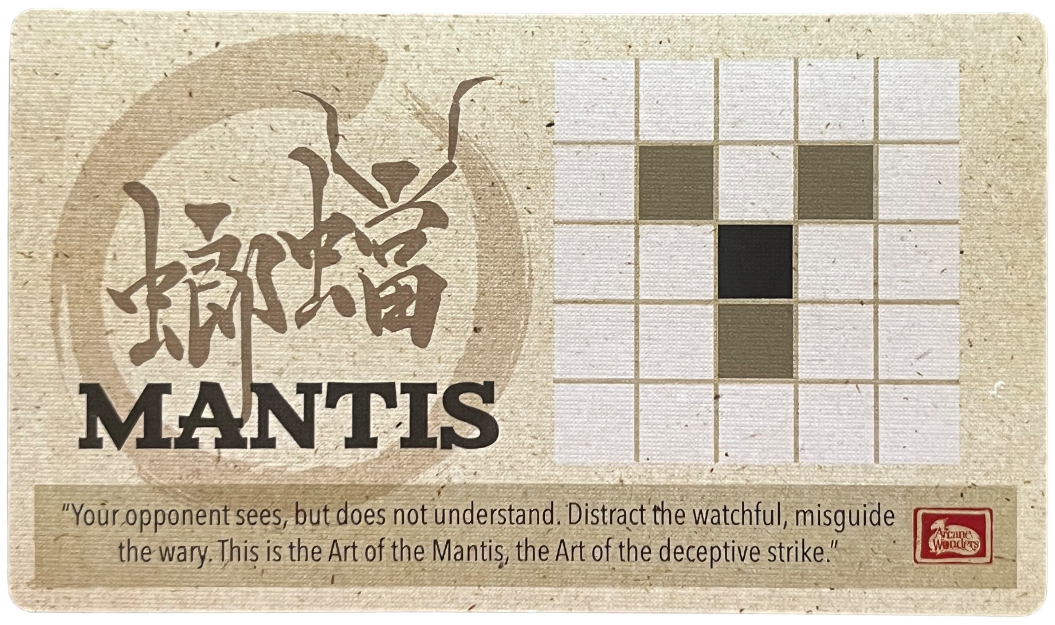 蟷螂
MANTIS
“Your opponent sees, but does not understand. Distract the watchful, misguide
the wary. This is the Art of the Mantis, the Art of the deceptive strike.”
Arcane
Wonders